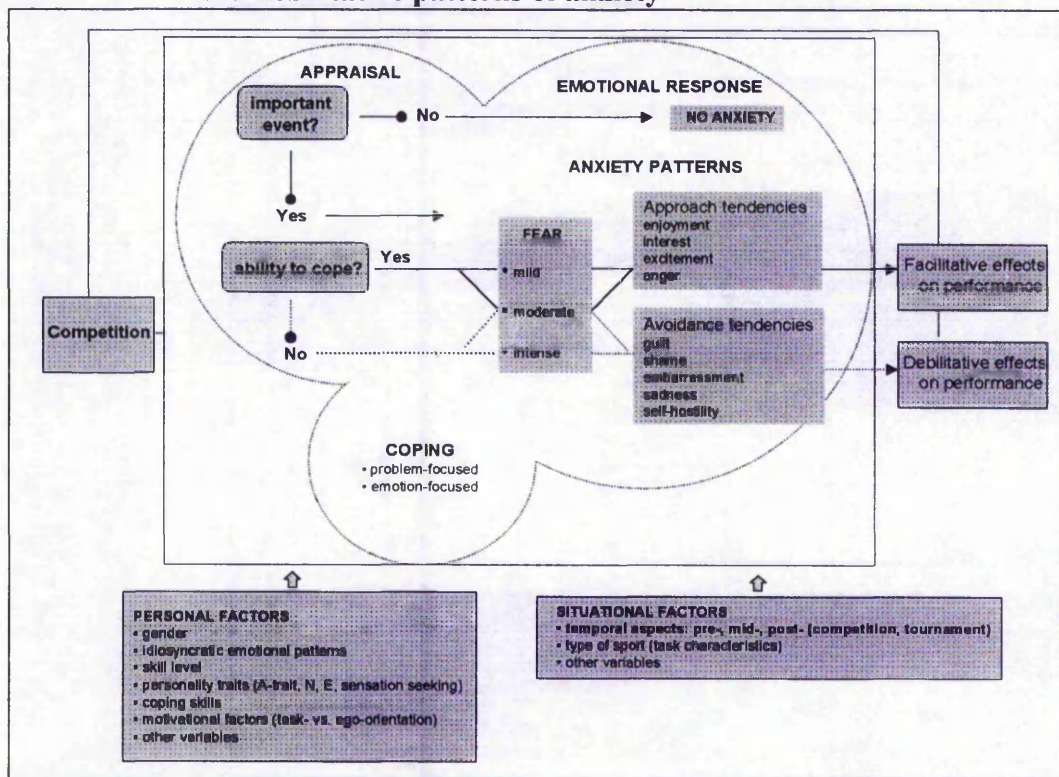 patterns of anxiety
APPRAISAL
important
event?
No
EMOTIONAL RESPONSE
NO ANXIETY
Yes
ability to cope?
Yes
No
ANXIETY PATTERNS
FEAR
• mild
• moderate
• intense
Approach tendencies
enjoyment
interest
excitement
anger
Avoidance tendencies
guilt
shame
embarrassment
sadness
self-hostility
Competition
Facilitative effects
on performance
Debilitative effects
on performance
COPING
• problem-focused
• emotion-focused
PERSONAL FACTORS
• gender
• idiosyncratic emotional patterns
• skill level
• personality traits (A-trait, N, E, sensation seeking)
• coping skills
• motivational factors (task- vs. ego-orientation)
• other variables
SITUATIONAL FACTORS
• temporal aspects: pre-, mid-, post- (competition, tournament)
• type of sport (task characteristics)
• other variables